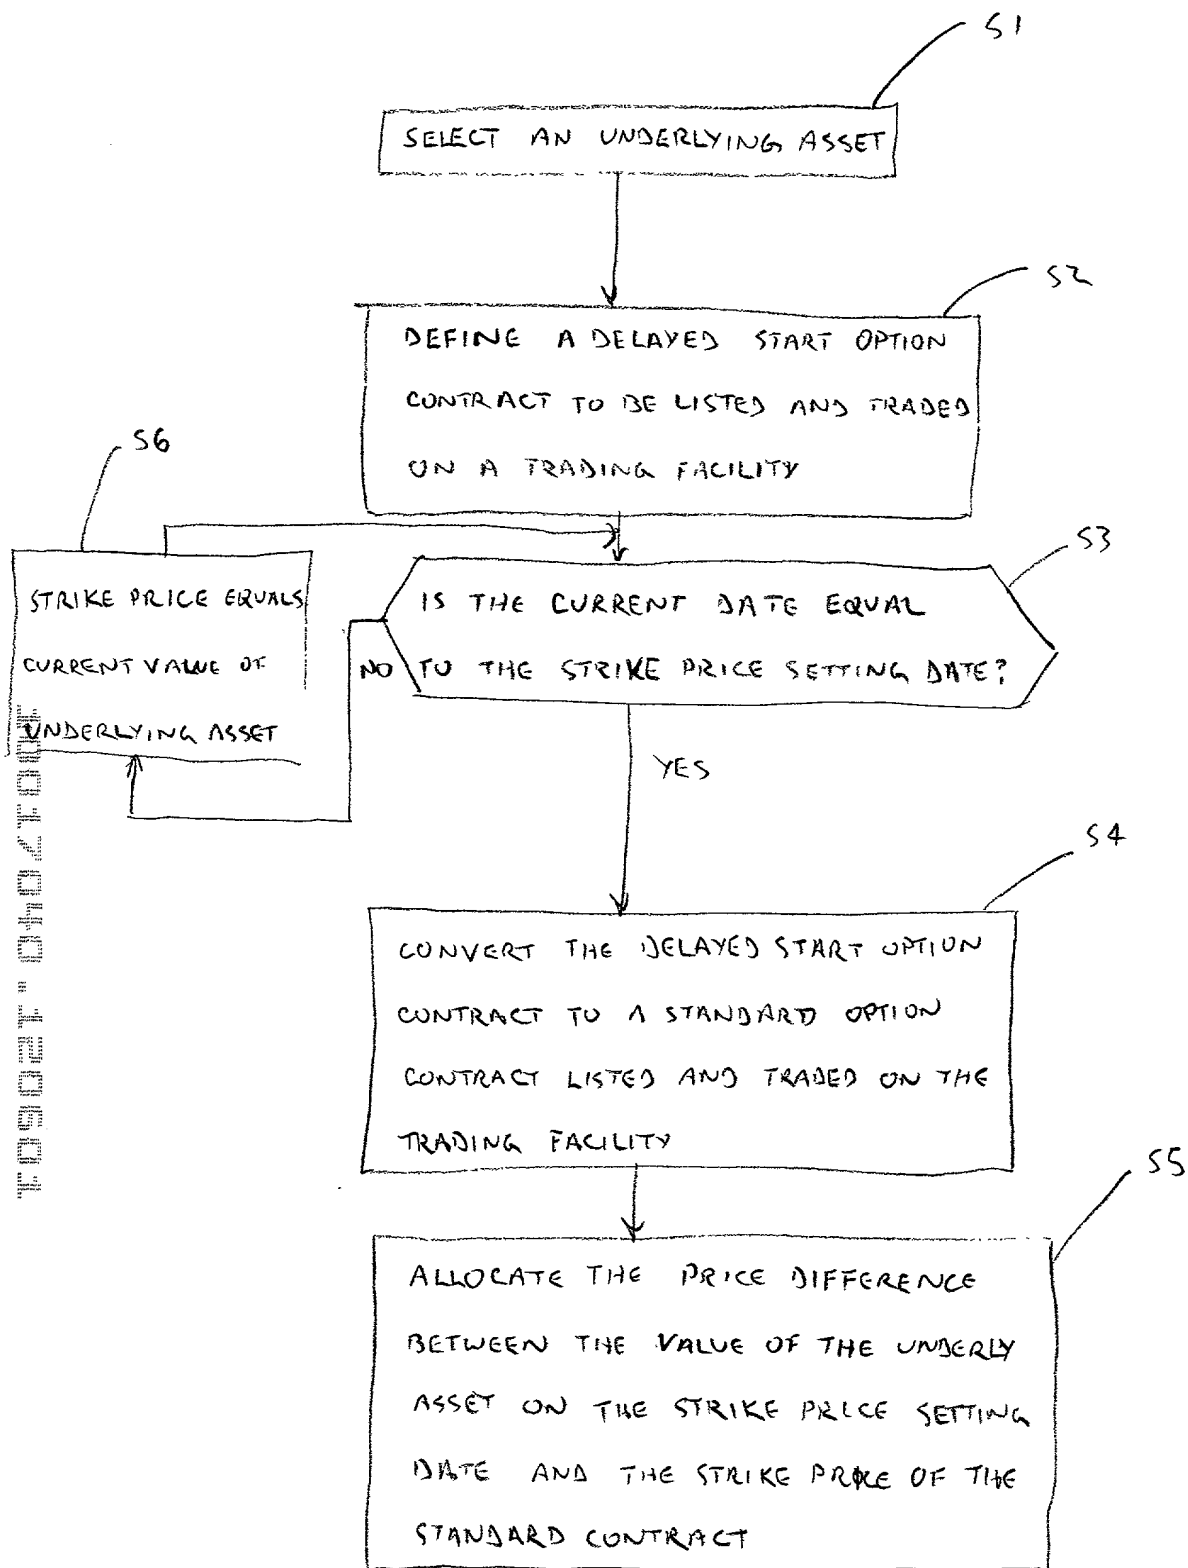 S1
SELECT AN UNDERLYING ASSET
S2
DEFINE A DELAYED START OPTION
CONTRACT TO BE LISTED AND TRADED
ON A TRADING FACILITY
S6
STRIKE PRICE EQUALS
CURRENT VALUE OF
UNDERLYING ASSET
S3
IS THE CURRENT DATE EQUAL
TO THE STRIKE PRICE SETTING DATE?
NO
YES
S4
CONVERT THE DELAYED START OPTION
CONTRACT TO A STANDARD OPTION
CONTRACT LISTED AND TRADED ON THE
TRADING FACILITY
S5
ALLOCATE THE PRICE DIFFERENCE
BETWEEN THE VALUE OF THE UNDERLY
ASSET ON THE STRIKE PRICE SETTING
DATE AND THE STRIKE PRICE OF THE
STANDARD CONTRACT